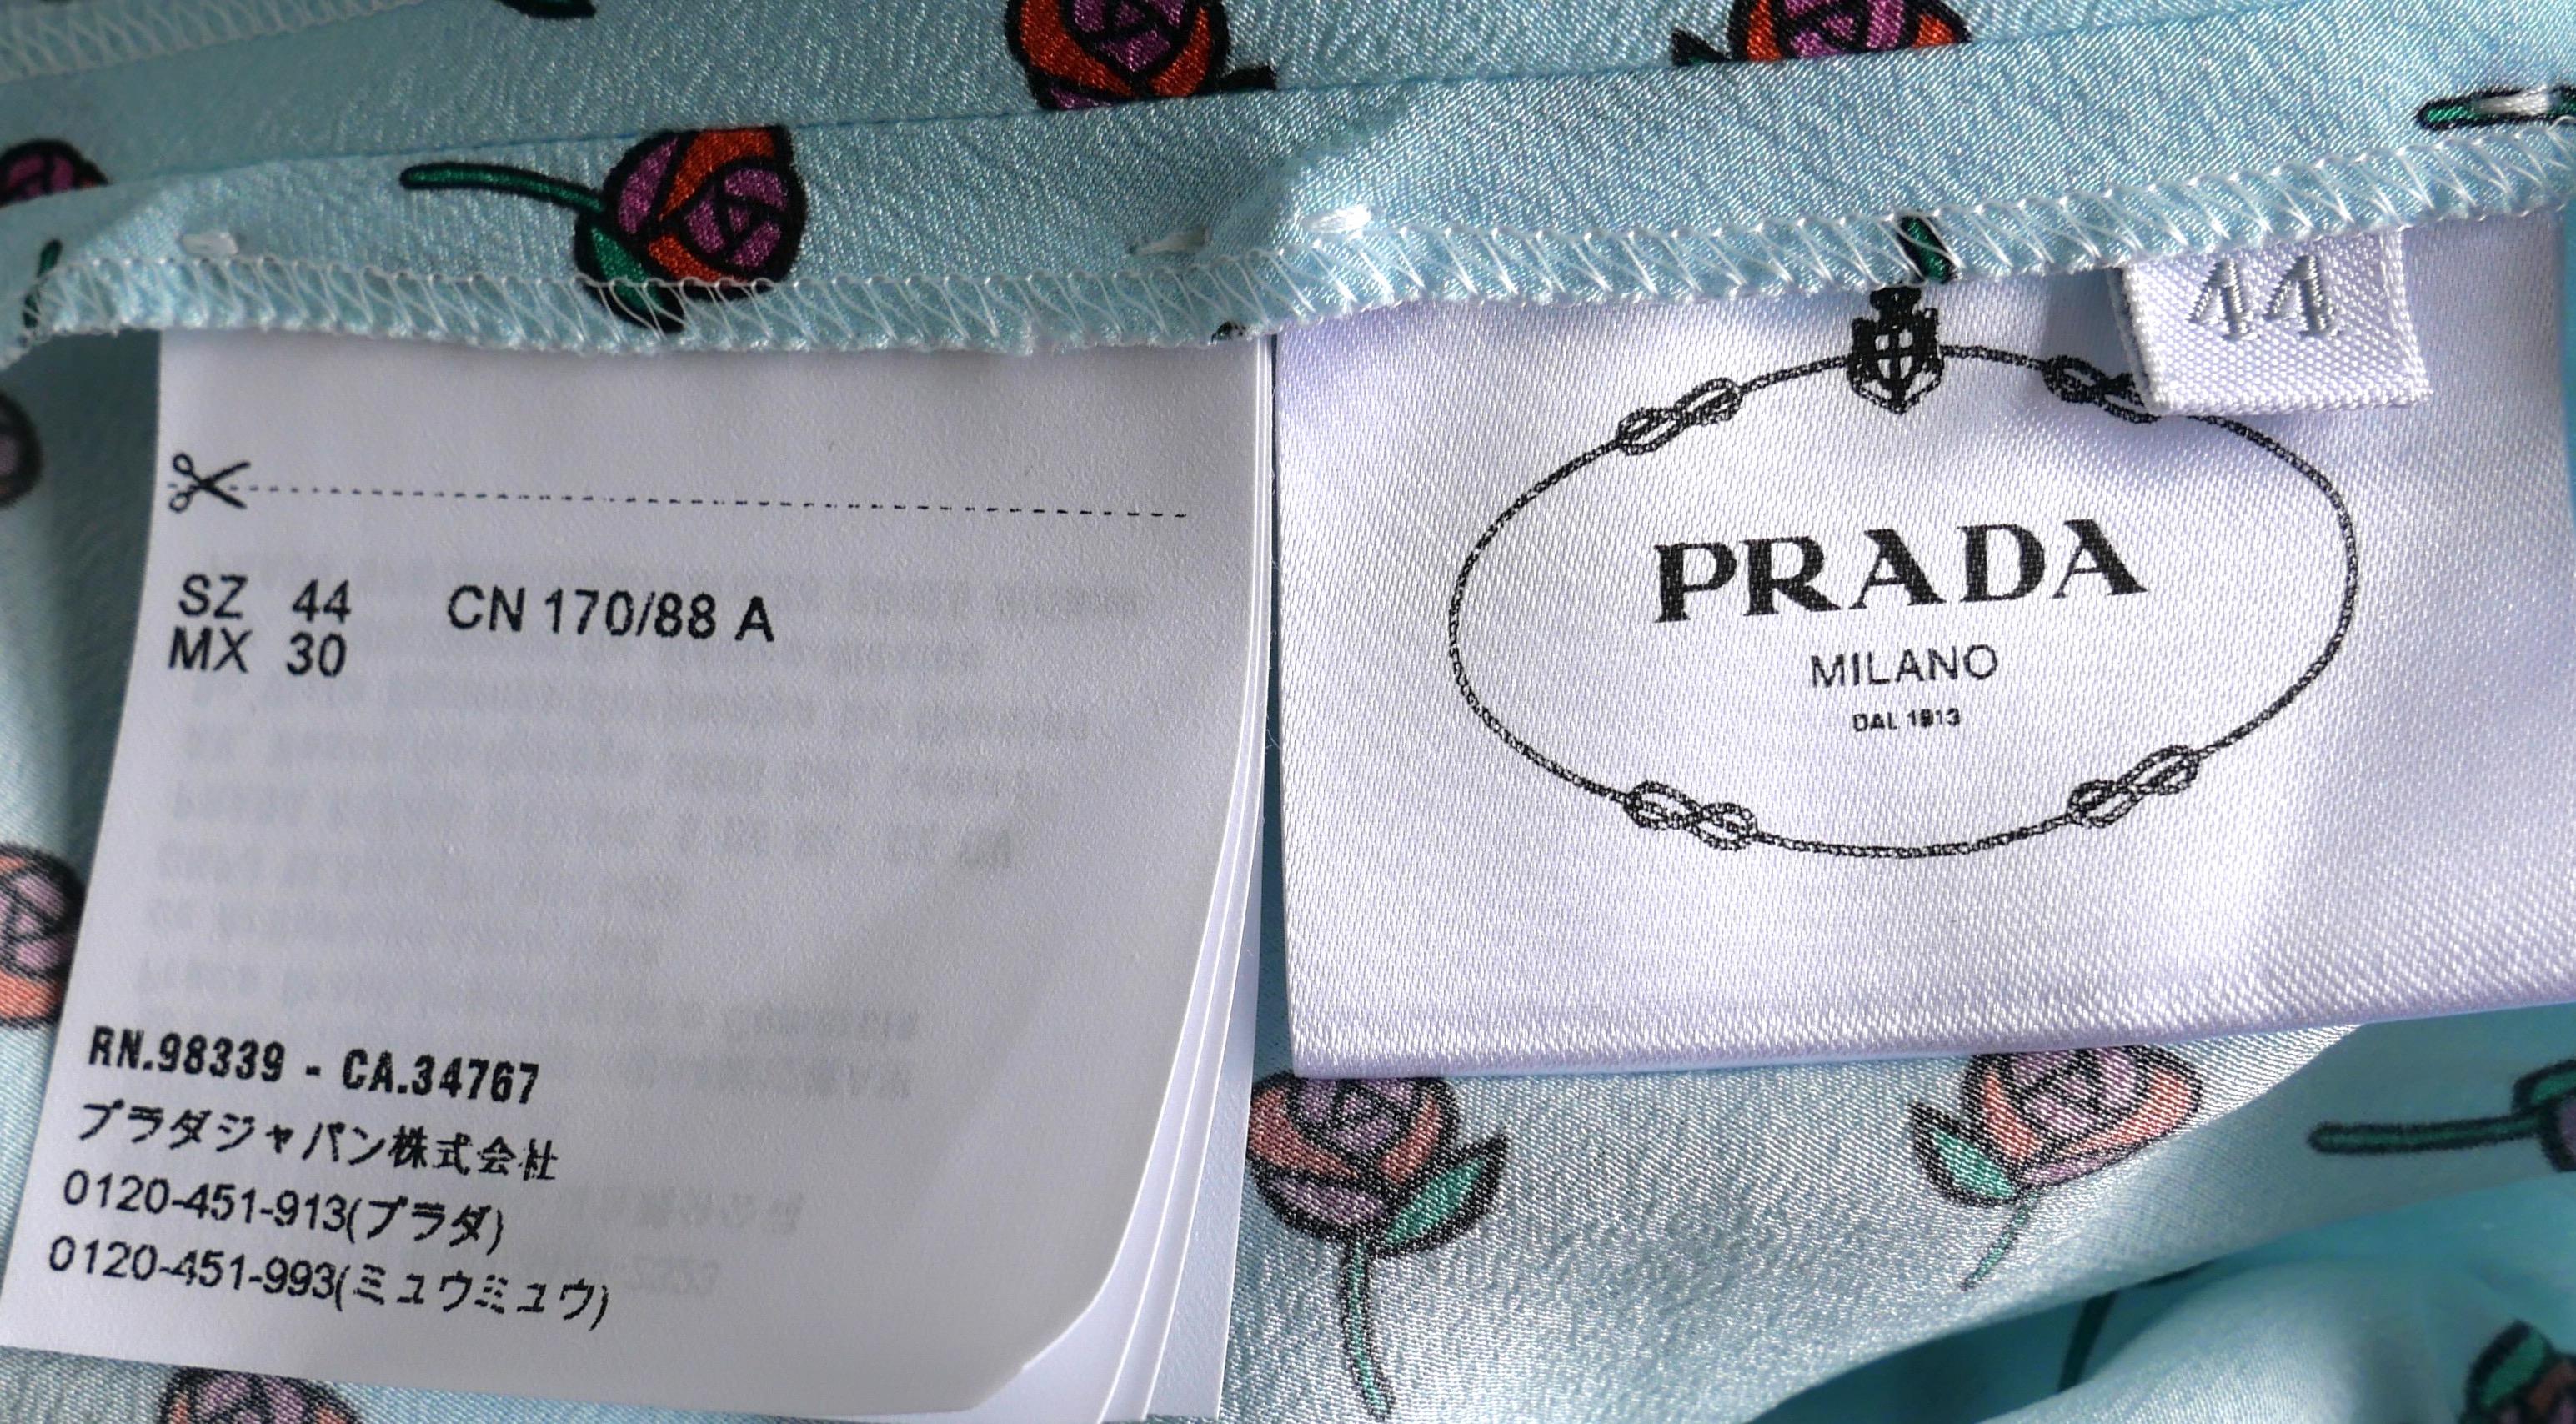 SZ 44 CN 170/88 A
MX 30
RN.98339 - CA.34767
プラダジャパン株式会社
0120-451-913(プラダ)
0120-451-993(ミュウミュウ)
44
PRADA
MILANO
DAL 1913